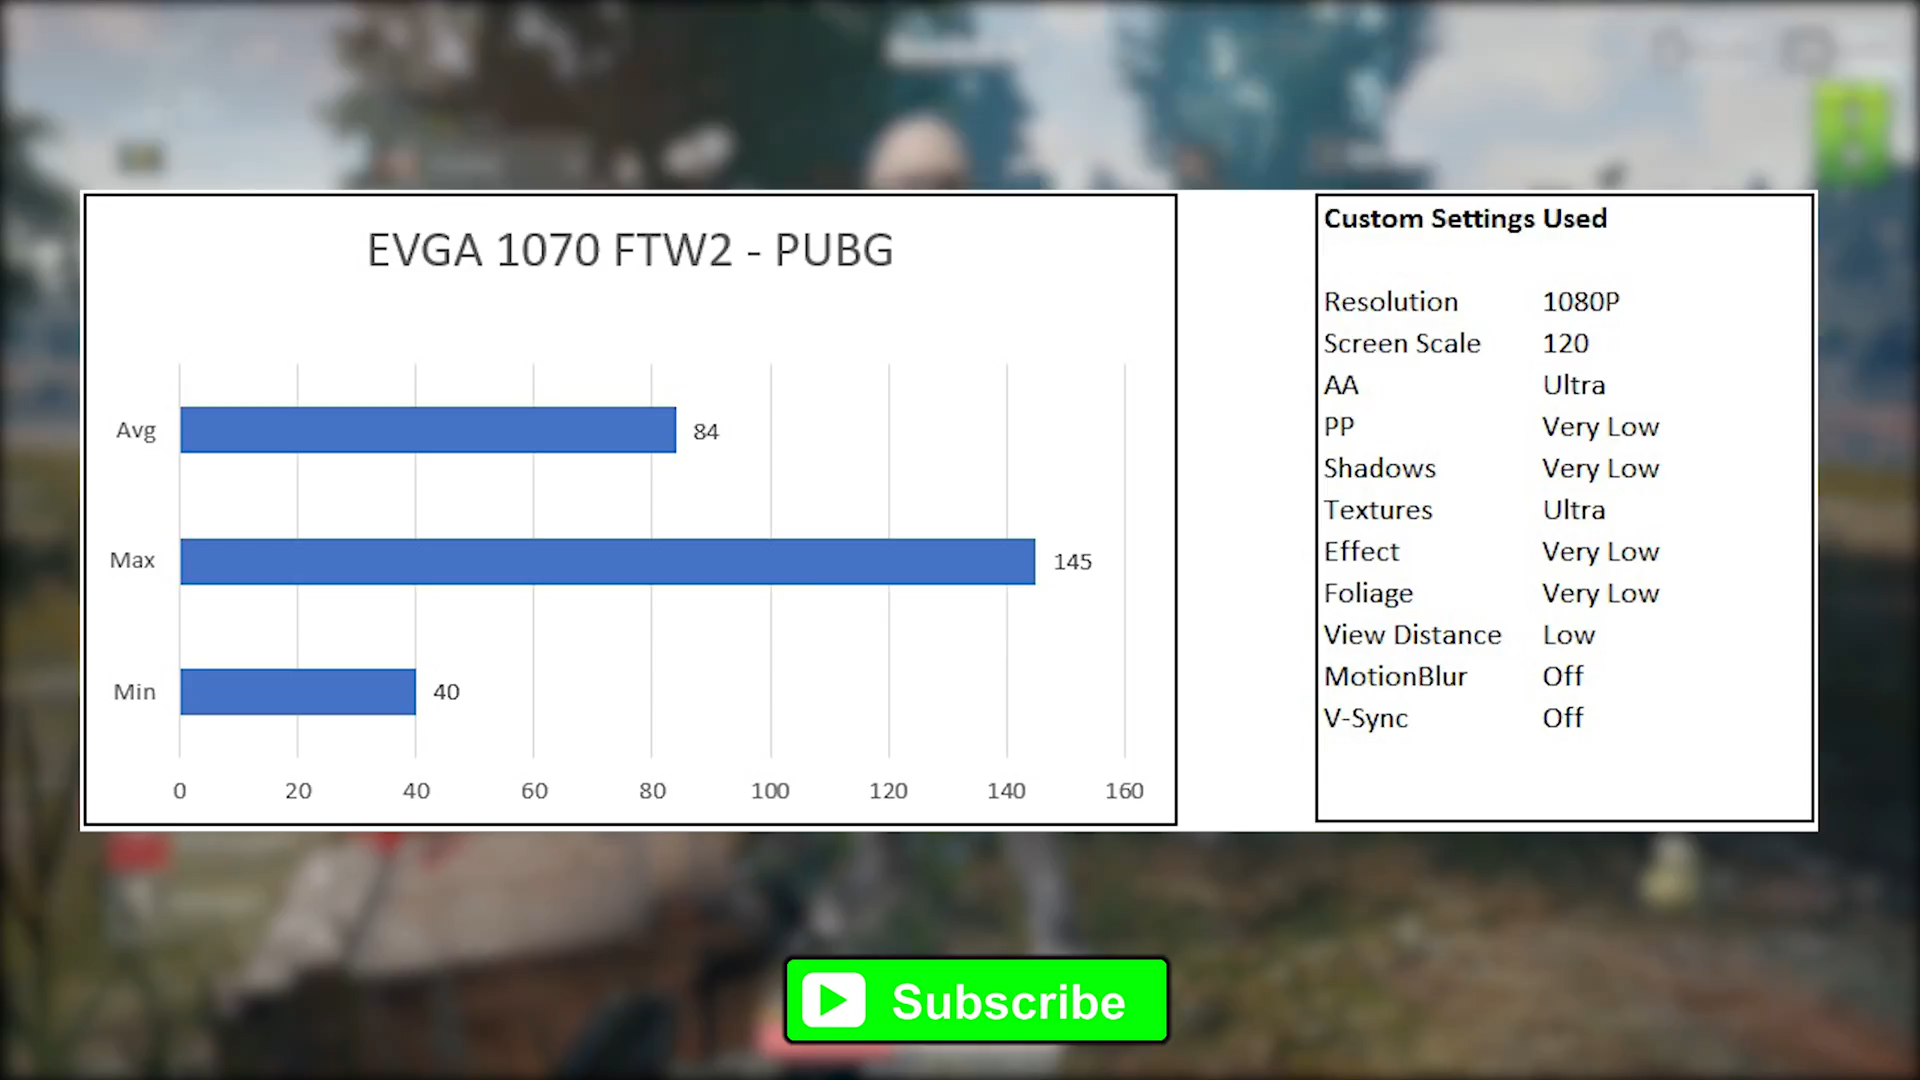 EVGA 1070 FTW2 - PUBG
Avg 84
Max 145
Min 40
0 20 40 60 80 100 120 140 160
Custom Settings Used
Resolution 1080P
Screen Scale 120
AA Ultra
PP Very Low
Shadows Very Low
Textures Ultra
Effect Very Low
Foliage Very Low
View Distance Low
MotionBlur Off
V-Sync Off
Subscribe